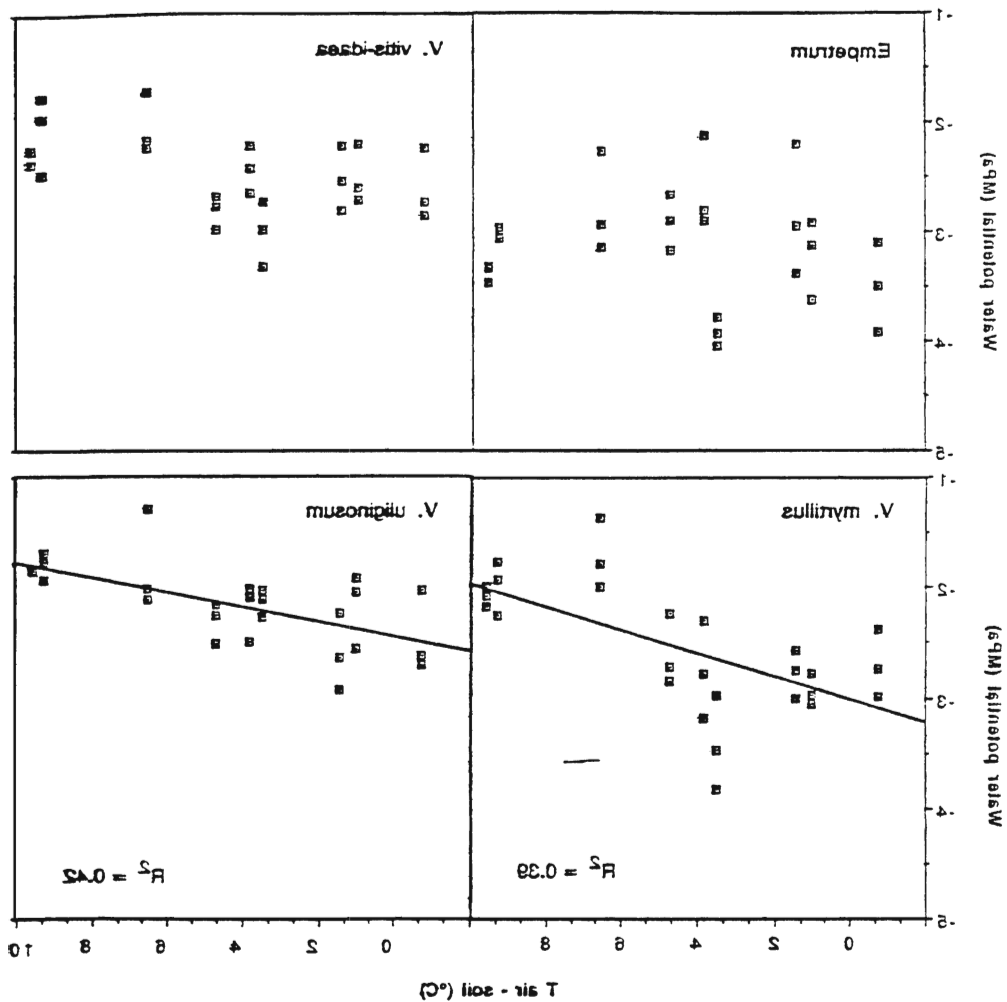 Water potential (MPa)
-1
-2
-3
-4
-5
Empetrum
V. vitis-idaea
Water potential (MPa)
-1
-2
-3
-4
-5
V. myrtillus
R2 = 0.39
V. uliginosum
R2 = 0.42
0 2 4 6 8 0 2 4 6 8 10
T air - soil (°C)